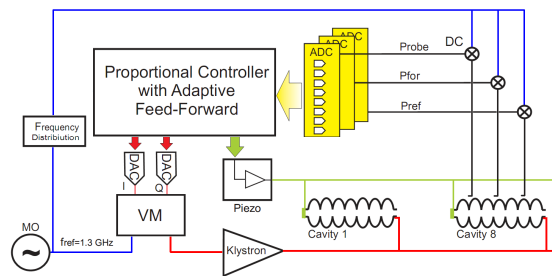 ADC
ADC
ADC
Probe
DC
Pfor
Pref
Proportional Controller
with Adaptive
Feed-Forward
Frequency
Distribiution
DAC
DAC
I
Q
VM
Piezo
MO
~
fref=1.3 GHz
Klystron
Cavity 1
Cavity 8